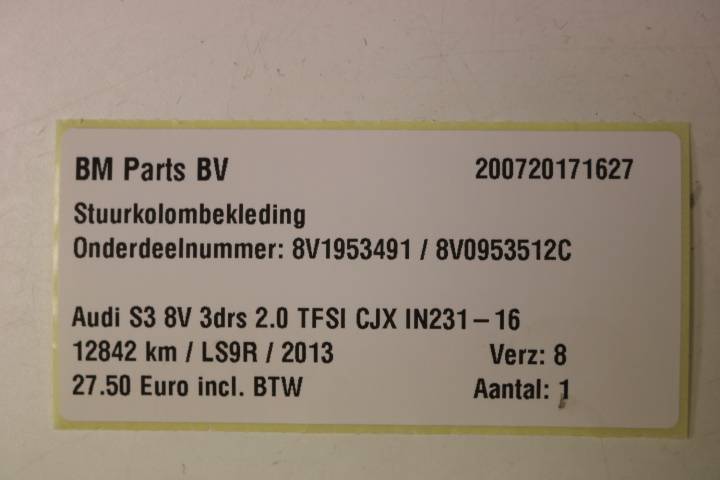 BM Parts BV 200720171627
Stuurkolombekleding
Onderdeelnummer: 8V1953491 / 8V0953512C
Audi S3 8V 3drs 2.0 TFSI CJX IN231-16
12842 km / LS9R / 2013 Verz: 8
27.50 Euro incl. BTW Aantal: 1